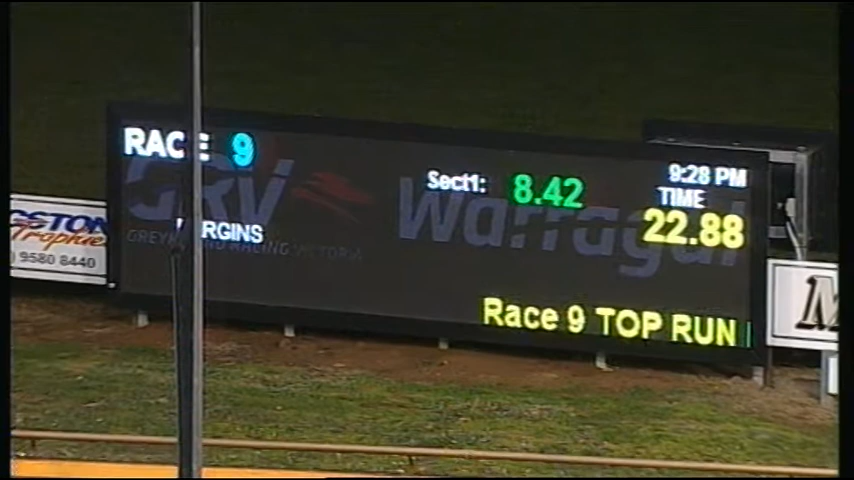 RACE 9
9:28 PM
Sect1: 8.42
TIME
22.88
GRV
Warragul
MARGINS
GREYHOUND RACING VICTORIA
Race 9 TOP RUN
Trophies
9580 8440
M